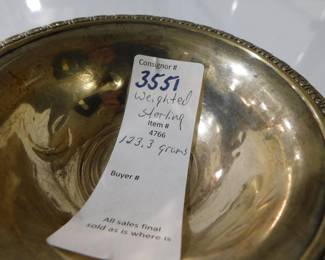 Consignor #
3551
Weighted
Sterling
Item #
4766
123.3 grams
Buyer #
All sales final
sold as is where is